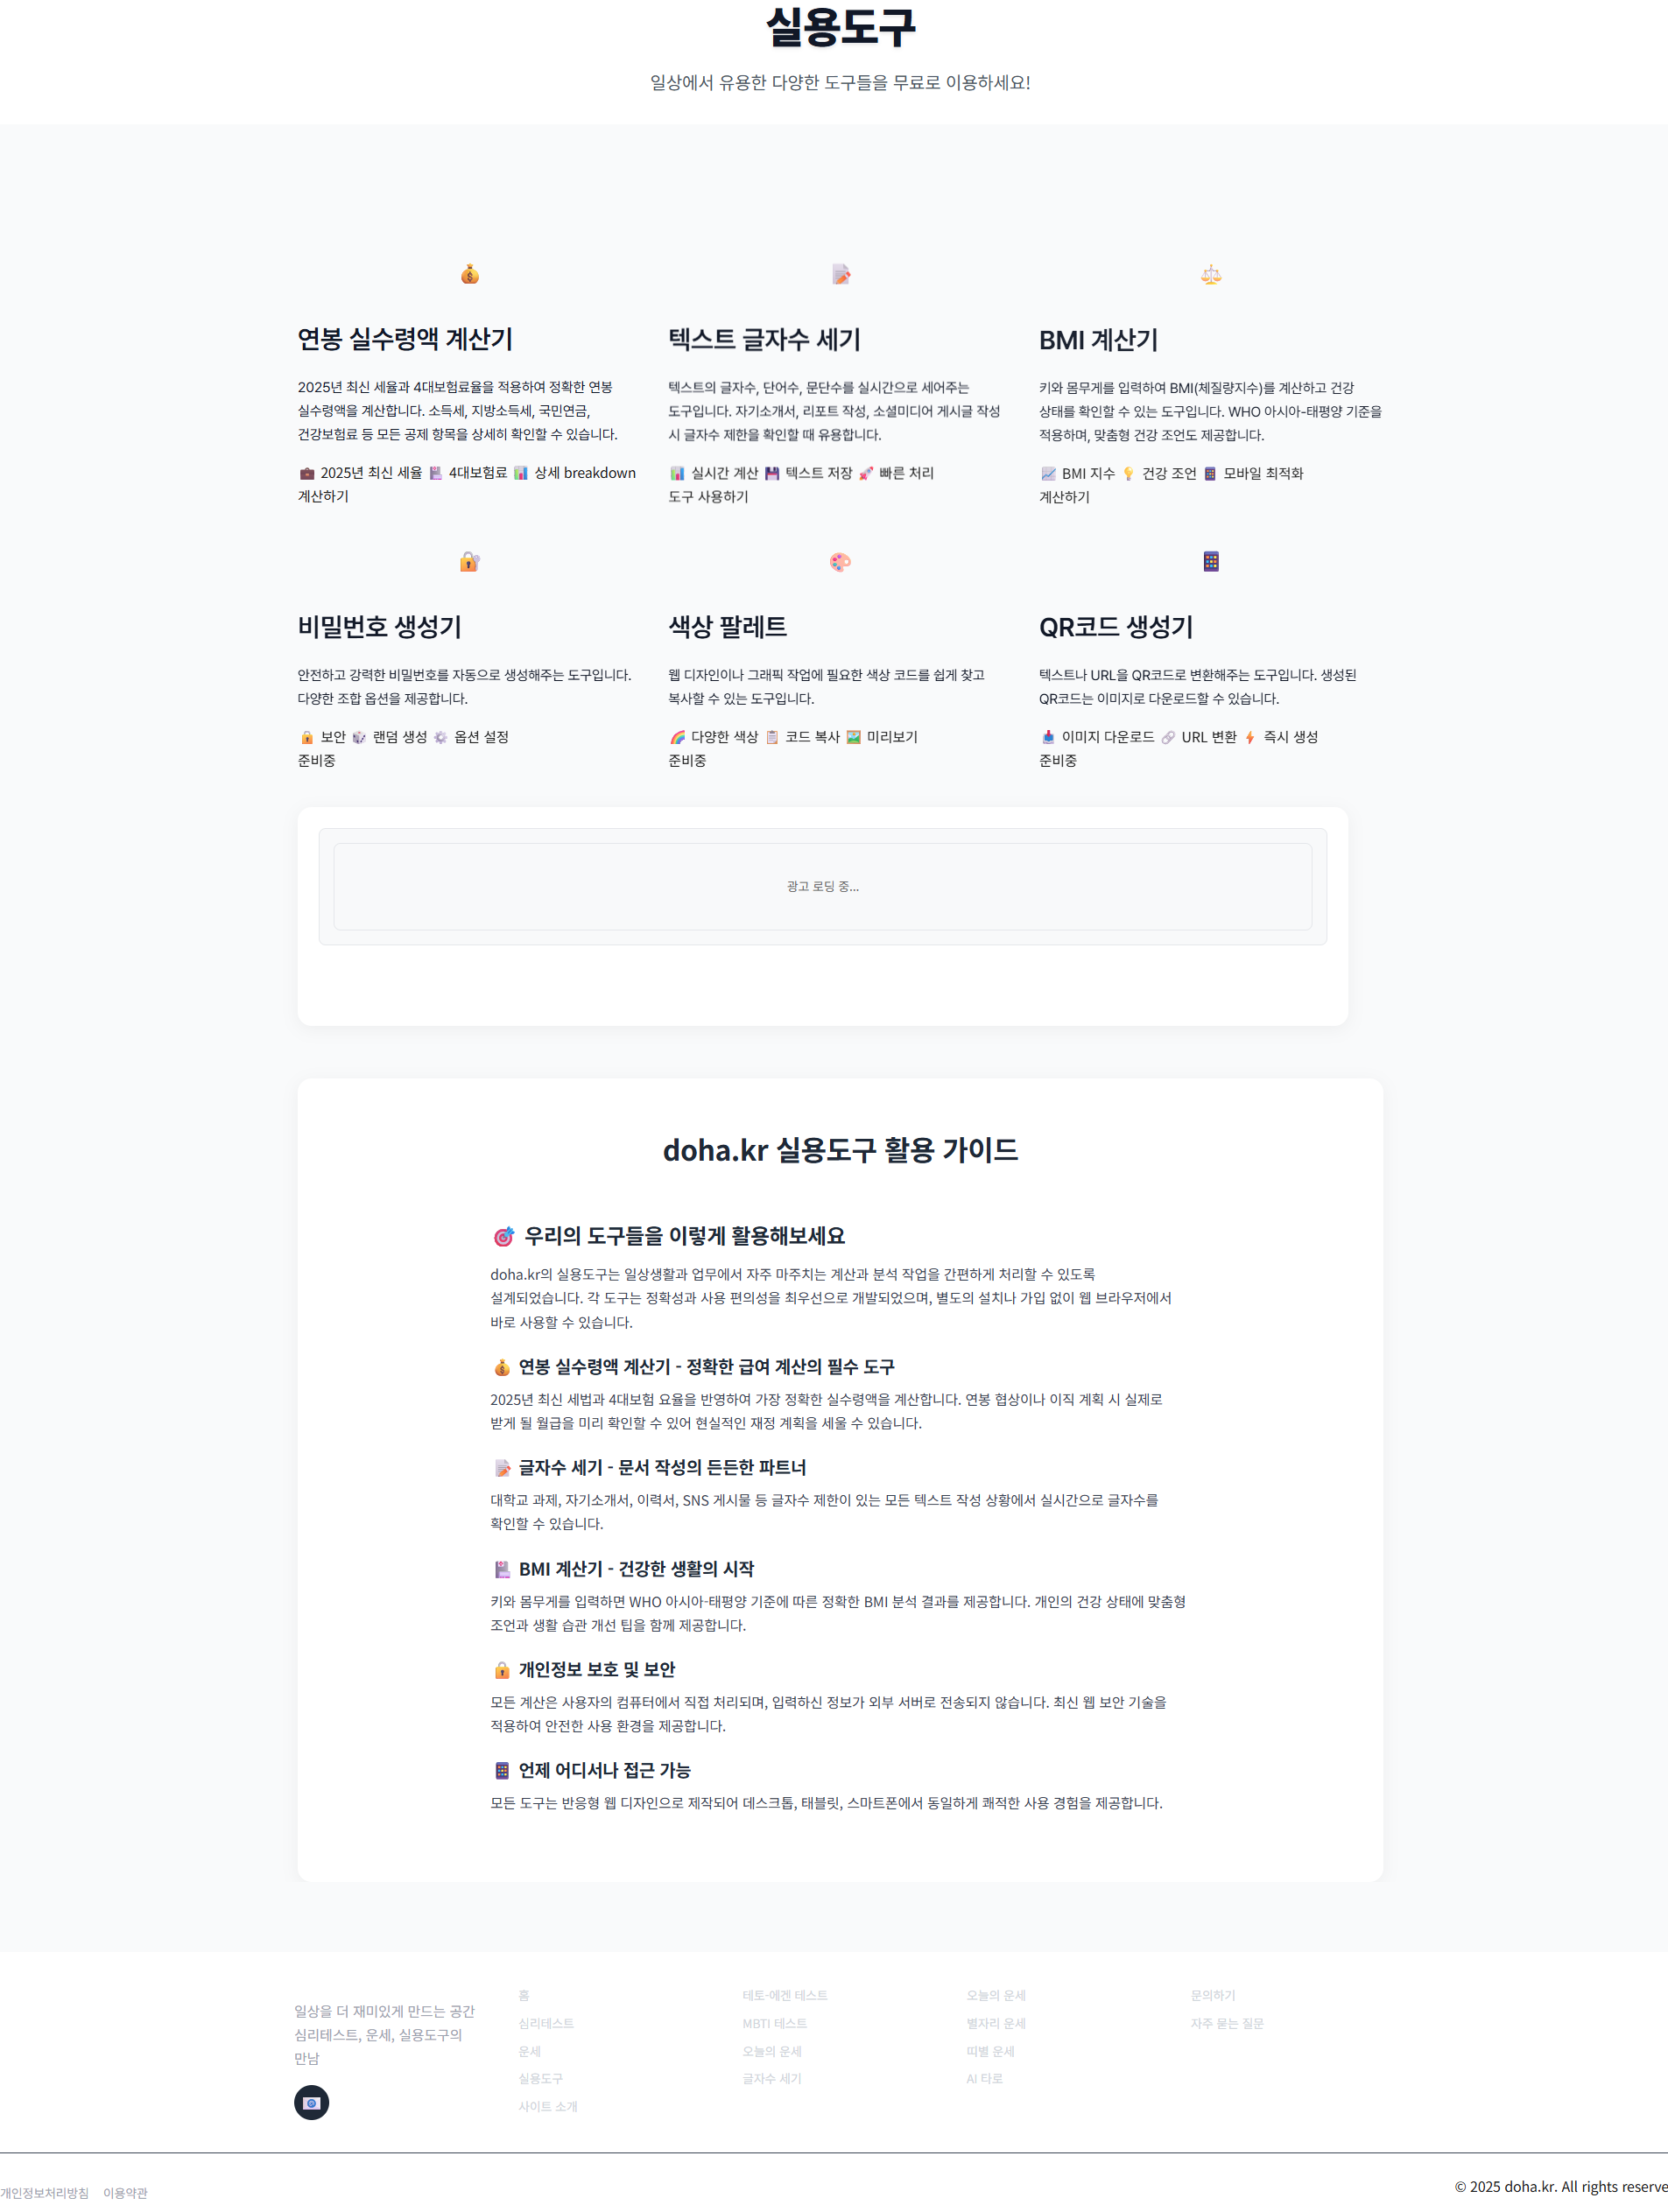 실용도구
일상에서 유용한 다양한 도구들을 무료로 이용하세요!
연봉 실수령액 계산기
2025년 최신 세율과 4대보험료율을 적용하여 정확한 연봉
실수령액을 계산합니다. 소득세, 지방소득세, 국민연금,
건강보험료 등 모든 공제 항목을 상세히 확인할 수 있습니다.
💼 2025년 최신 세율 🏥 4대보험료 📊 상세 breakdown
계산하기
텍스트 글자수 세기
텍스트의 글자수, 단어수, 문단수를 실시간으로 세어주는
도구입니다. 자기소개서, 리포트 작성, 소셜미디어 게시글 작성
시 글자수 제한을 확인할 때 유용합니다.
📊 실시간 계산 💾 텍스트 저장 🚀 빠른 처리
도구 사용하기
BMI 계산기
키와 몸무게를 입력하여 BMI(체질량지수)를 계산하고 건강
상태를 확인할 수 있는 도구입니다. WHO 아시아-태평양 기준을
적용하며, 맞춤형 건강 조언도 제공합니다.
📈 BMI 지수 💡 건강 조언 📱 모바일 최적화
계산하기
비밀번호 생성기
안전하고 강력한 비밀번호를 자동으로 생성해주는 도구입니다.
다양한 조합 옵션을 제공합니다.
🔒 보안 🎲 랜덤 생성 ⚙️ 옵션 설정
준비중
색상 팔레트
웹 디자인이나 그래픽 작업에 필요한 색상 코드를 쉽게 찾고
복사할 수 있는 도구입니다.
🌈 다양한 색상 📋 코드 복사 🖼️ 미리보기
준비중
QR코드 생성기
텍스트나 URL을 QR코드로 변환해주는 도구입니다. 생성된
QR코드는 이미지로 다운로드할 수 있습니다.
📥 이미지 다운로드 🔗 URL 변환 ⚡ 즉시 생성
준비중
광고 로딩 중...
doha.kr 실용도구 활용 가이드
🎯 우리의 도구들을 이렇게 활용해보세요
doha.kr의 실용도구는 일상생활과 업무에서 자주 마주치는 계산과 분석 작업을 간편하게 처리할 수 있도록
설계되었습니다. 각 도구는 정확성과 사용 편의성을 최우선으로 개발되었으며, 별도의 설치나 가입 없이 웹 브라우저에서
바로 사용할 수 있습니다.
💰 연봉 실수령액 계산기 - 정확한 급여 계산의 필수 도구
2025년 최신 세법과 4대보험 요율을 반영하여 가장 정확한 실수령액을 계산합니다. 연봉 협상이나 이직 계획 시 실제로
받게 될 월급을 미리 확인할 수 있어 현실적인 재정 계획을 세울 수 있습니다.
📝 글자수 세기 - 문서 작성의 든든한 파트너
대학교 과제, 자기소개서, 이력서, SNS 게시물 등 글자수 제한이 있는 모든 텍스트 작성 상황에서 실시간으로 글자수를
확인할 수 있습니다.
🏥 BMI 계산기 - 건강한 생활의 시작
키와 몸무게를 입력하면 WHO 아시아-태평양 기준에 따른 정확한 BMI 분석 결과를 제공합니다. 개인의 건강 상태에 맞춤형
조언과 생활 습관 개선 팁을 함께 제공합니다.
🔒 개인정보 보호 및 보안
모든 계산은 사용자의 컴퓨터에서 직접 처리되며, 입력하신 정보가 외부 서버로 전송되지 않습니다. 최신 웹 보안 기술을
적용하여 안전한 사용 환경을 제공합니다.
📱 언제 어디서나 접근 가능
모든 도구는 반응형 웹 디자인으로 제작되어 데스크톱, 태블릿, 스마트폰에서 동일하게 쾌적한 사용 경험을 제공합니다.
일상을 더 재미있게 만드는 공간
심리테스트, 운세, 실용도구의
만남
홈
심리테스트
운세
실용도구
사이트 소개
테토-에겐 테스트
MBTI 테스트
오늘의 운세
글자수 세기
오늘의 운세
별자리 운세
띠별 운세
AI 타로
문의하기
자주 묻는 질문
개인정보처리방침 이용약관
© 2025 doha.kr. All rights reserve